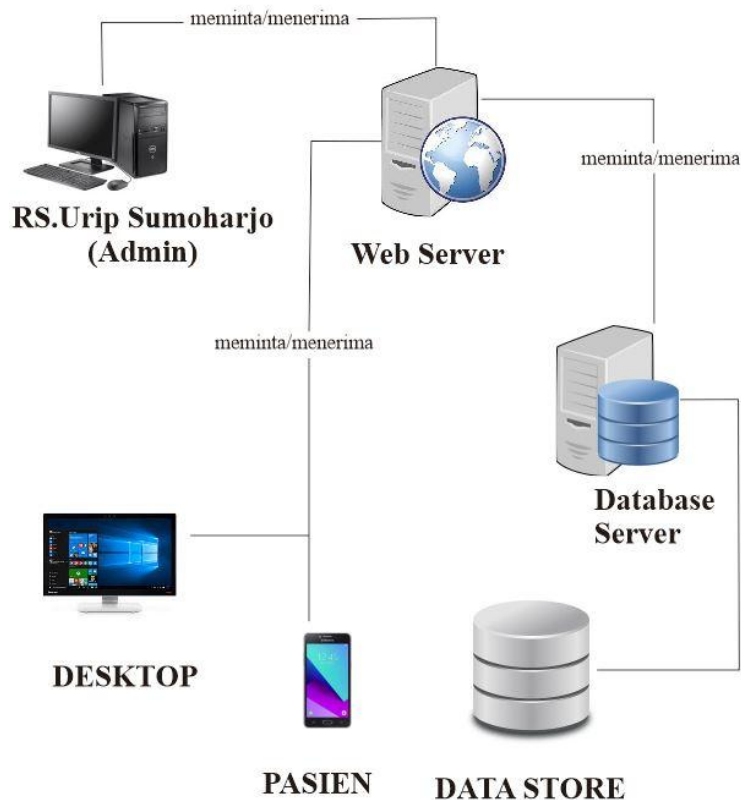 meminta/menerima
meminta/menerima
RS.Urip Sumoharjo
(Admin)
Web Server
meminta/menerima
Database
Server
DESKTOP
PASIEN
DATA STORE